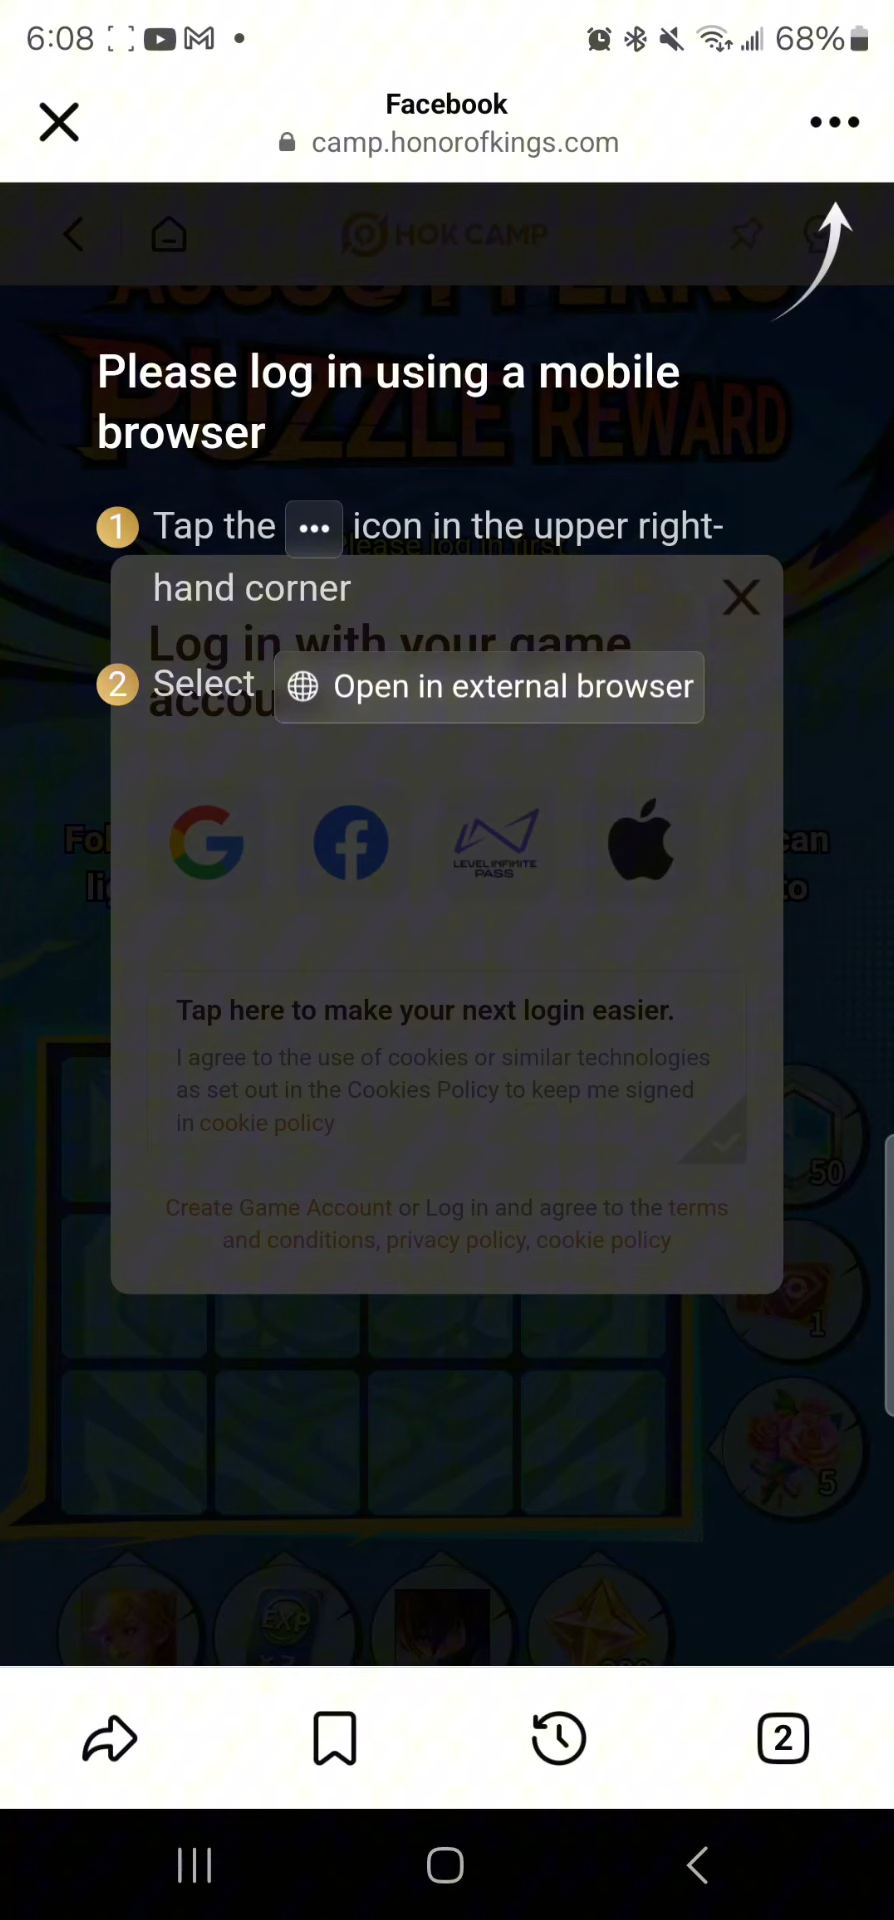 6:08
68%
Facebook
camp.honorofkings.com
HOK CAMP
PUZZLE REWARD
Please log in using a mobile
browser
1 Tap the ... icon in the upper right-
hand corner
Please log in first
Log in with your game
accou
2 Select Open in external browser
LEVEL INFINITE
PASS
Fol
can
to
Tap here to make your next login easier.
I agree to the use of cookies or similar technologies
as set out in the Cookies Policy to keep me signed
in cookie policy
Create Game Account or Log in and agree to the terms
and conditions, privacy policy, cookie policy
50
1
5
EXP
2